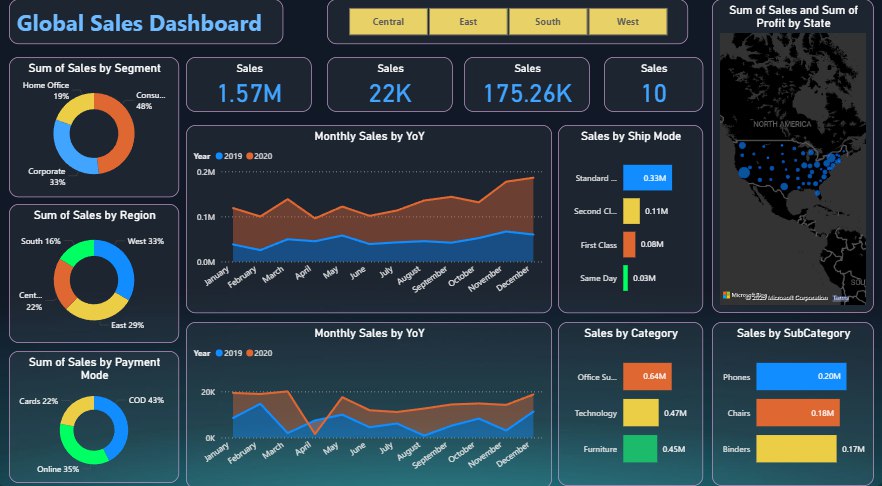 Global Sales Dashboard
Central
East
South
West
Sum of Sales and Sum of
Profit by State
NORTH AMERICA
SOU
© 2023 Microsoft Corporation Terms
Sum of Sales by Segment
Home Office
19%
Consu...
48%
Corporate
33%
Sales
1.57M
Sales
22K
Sales
175.26K
Sales
10
Monthly Sales by YoY
Year 2019 2020
0.2M
0.1M
0.0M
January
February
March
April
May
June
July
August
September
October
November
December
Sales by Ship Mode
Standard ...
0.33M
Second Cl...
0.11M
First Class
0.08M
Same Day
0.03M
Sum of Sales by Region
South 16%
West 33%
Cent...
22%
East 29%
Sum of Sales by Payment
Mode
Cards 22%
COD 43%
Online 35%
Monthly Sales by YoY
Year 2019 2020
20K
0K
January
February
March
April
May
June
July
August
September
October
November
December
Sales by Category
Office Su...
0.64M
Technology
0.47M
Furniture
0.45M
Sales by SubCategory
Phones
0.20M
Chairs
0.18M
Binders
0.17M